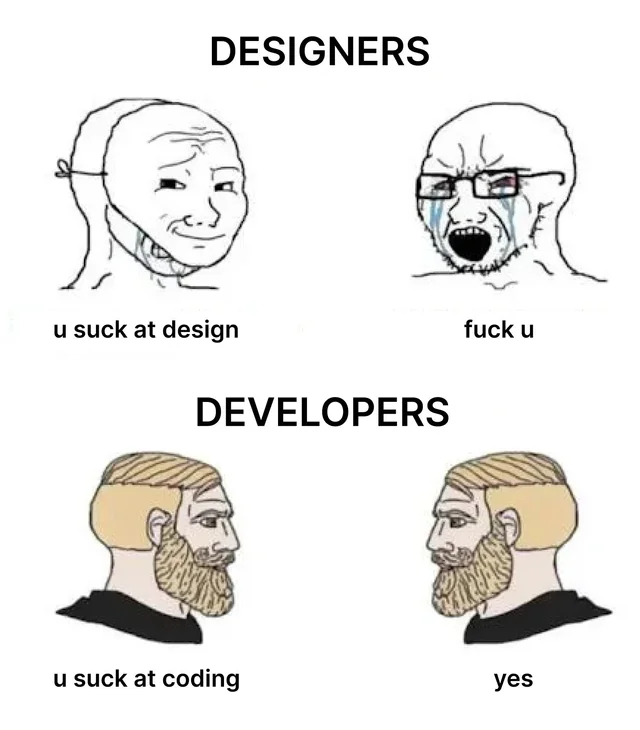 DESIGNERS
u suck at design
fuck u
DEVELOPERS
u suck at coding
yes